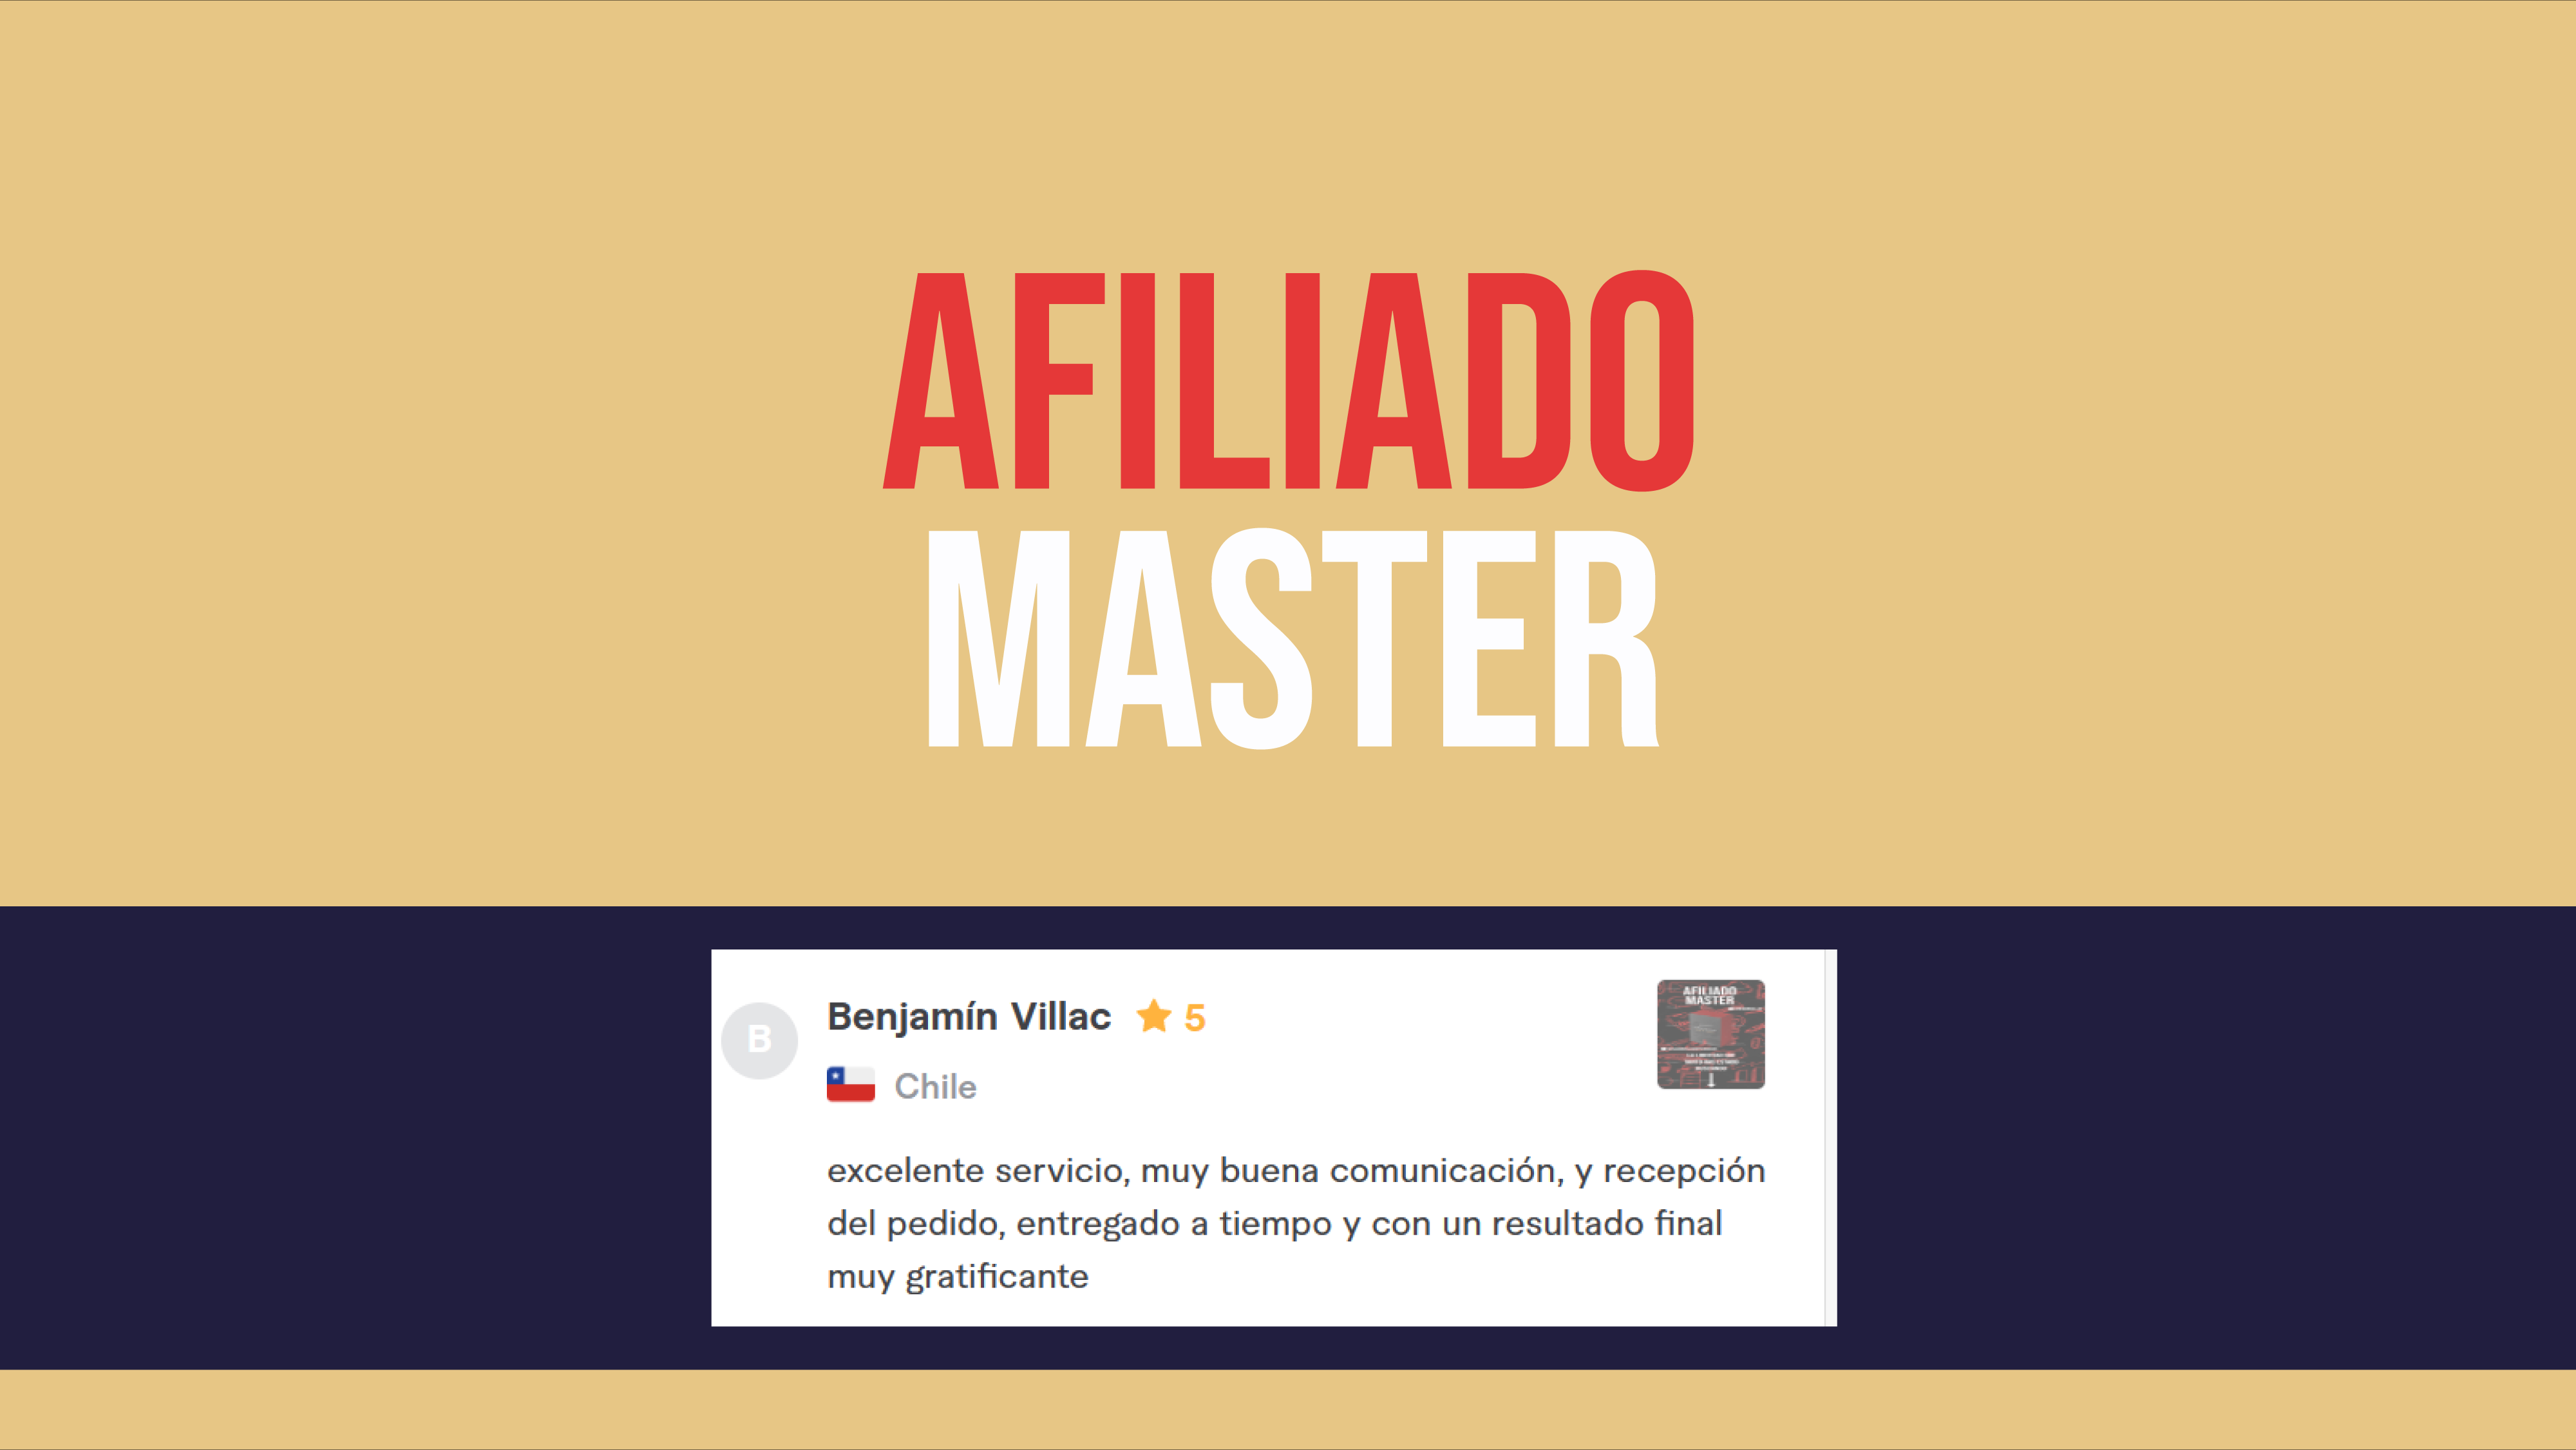 AFILIADO
MASTER
B
Benjamín Villac 5
Chile
AFILIADO
MASTER
excelente servicio, muy buena comunicación, y recepción
del pedido, entregado a tiempo y con un resultado final
muy gratificante